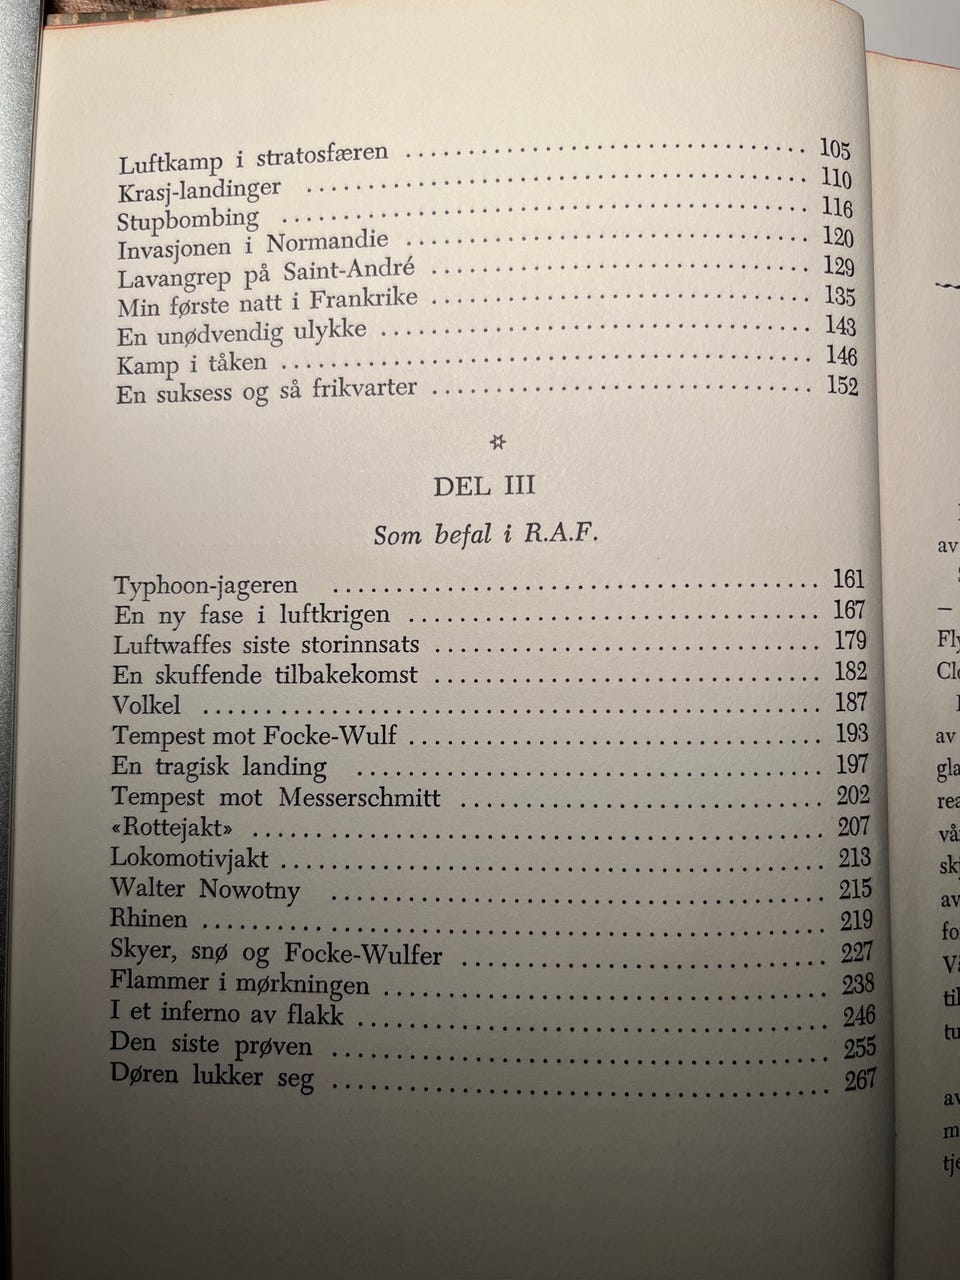 Luftkamp i stratosfæren .......... 105
Krasj-landinger .......... 110
Stupbombing .......... 116
Invasjonen i Normandie .......... 120
Lavangrep på Saint-André .......... 129
Min første natt i Frankrike .......... 135
En unødvendig ulykke .......... 143
Kamp i tåken .......... 146
En suksess og så frikvarter .......... 152
DEL III
Som befal i R.A.F.
Typhoon-jageren .......... 161
En ny fase i luftkrigen .......... 167
Luftwaffes siste storinnsats .......... 179
En skuffende tilbakekomst .......... 182
Volkel .......... 187
Tempest mot Focke-Wulf .......... 193
En tragisk landing .......... 197
Tempest mot Messerschmitt .......... 202
«Rottejakt» .......... 207
Lokomotivjakt .......... 213
Walter Nowotny .......... 215
Rhinen .......... 219
Skyer, snø og Focke-Wulfer .......... 227
Flammer i mørkningen .......... 238
I et inferno av flakk .......... 246
Den siste prøven .......... 255
Døren lukker seg .......... 267
av
–
av
av